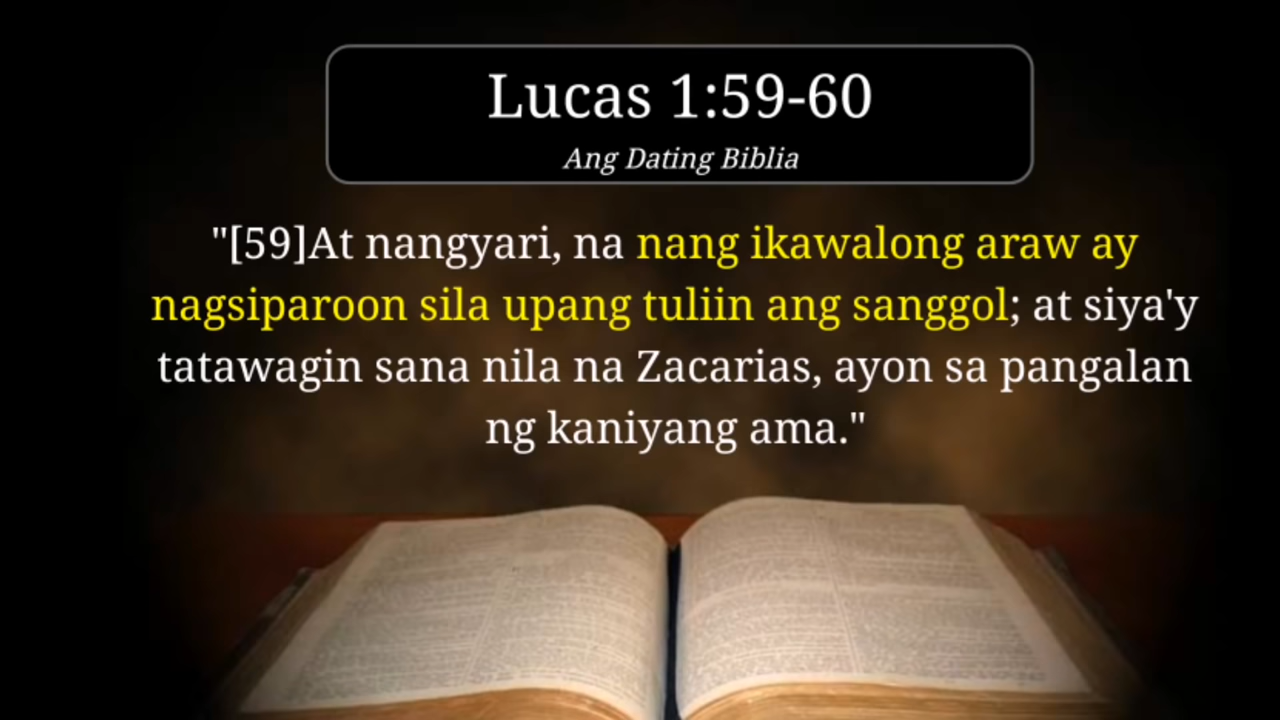 Lucas 1:59-60
Ang Dating Biblia
"[59]At nangyari, na nang ikawalong araw ay
nagsiparoon sila upang tuliin ang sanggol; at siya'y
tatawagin sana nila na Zacarias, ayon sa pangalan
ng kaniyang ama."